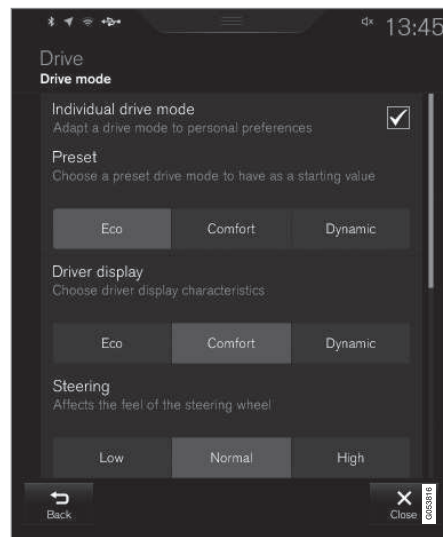 13:45
Drive
Drive mode
Individual drive mode
Adapt a drive mode to personal preferences
Preset
Choose a preset drive mode to have as a starting value
Eco Comfort Dynamic
Driver display
Choose driver display characteristics
Eco Comfort Dynamic
Steering
Affects the feel of the steering wheel
Low Normal High
Back Close
G053816